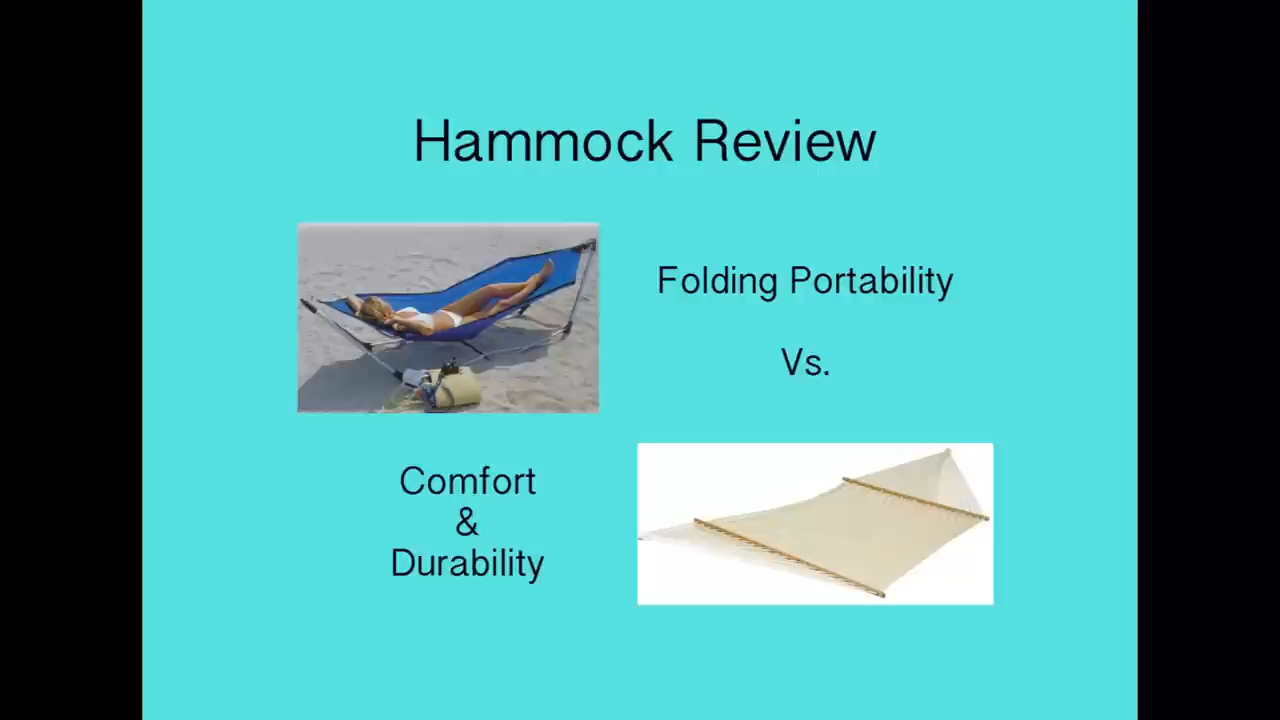 Hammock Review
Folding Portability
Vs.
Comfort
&
Durability